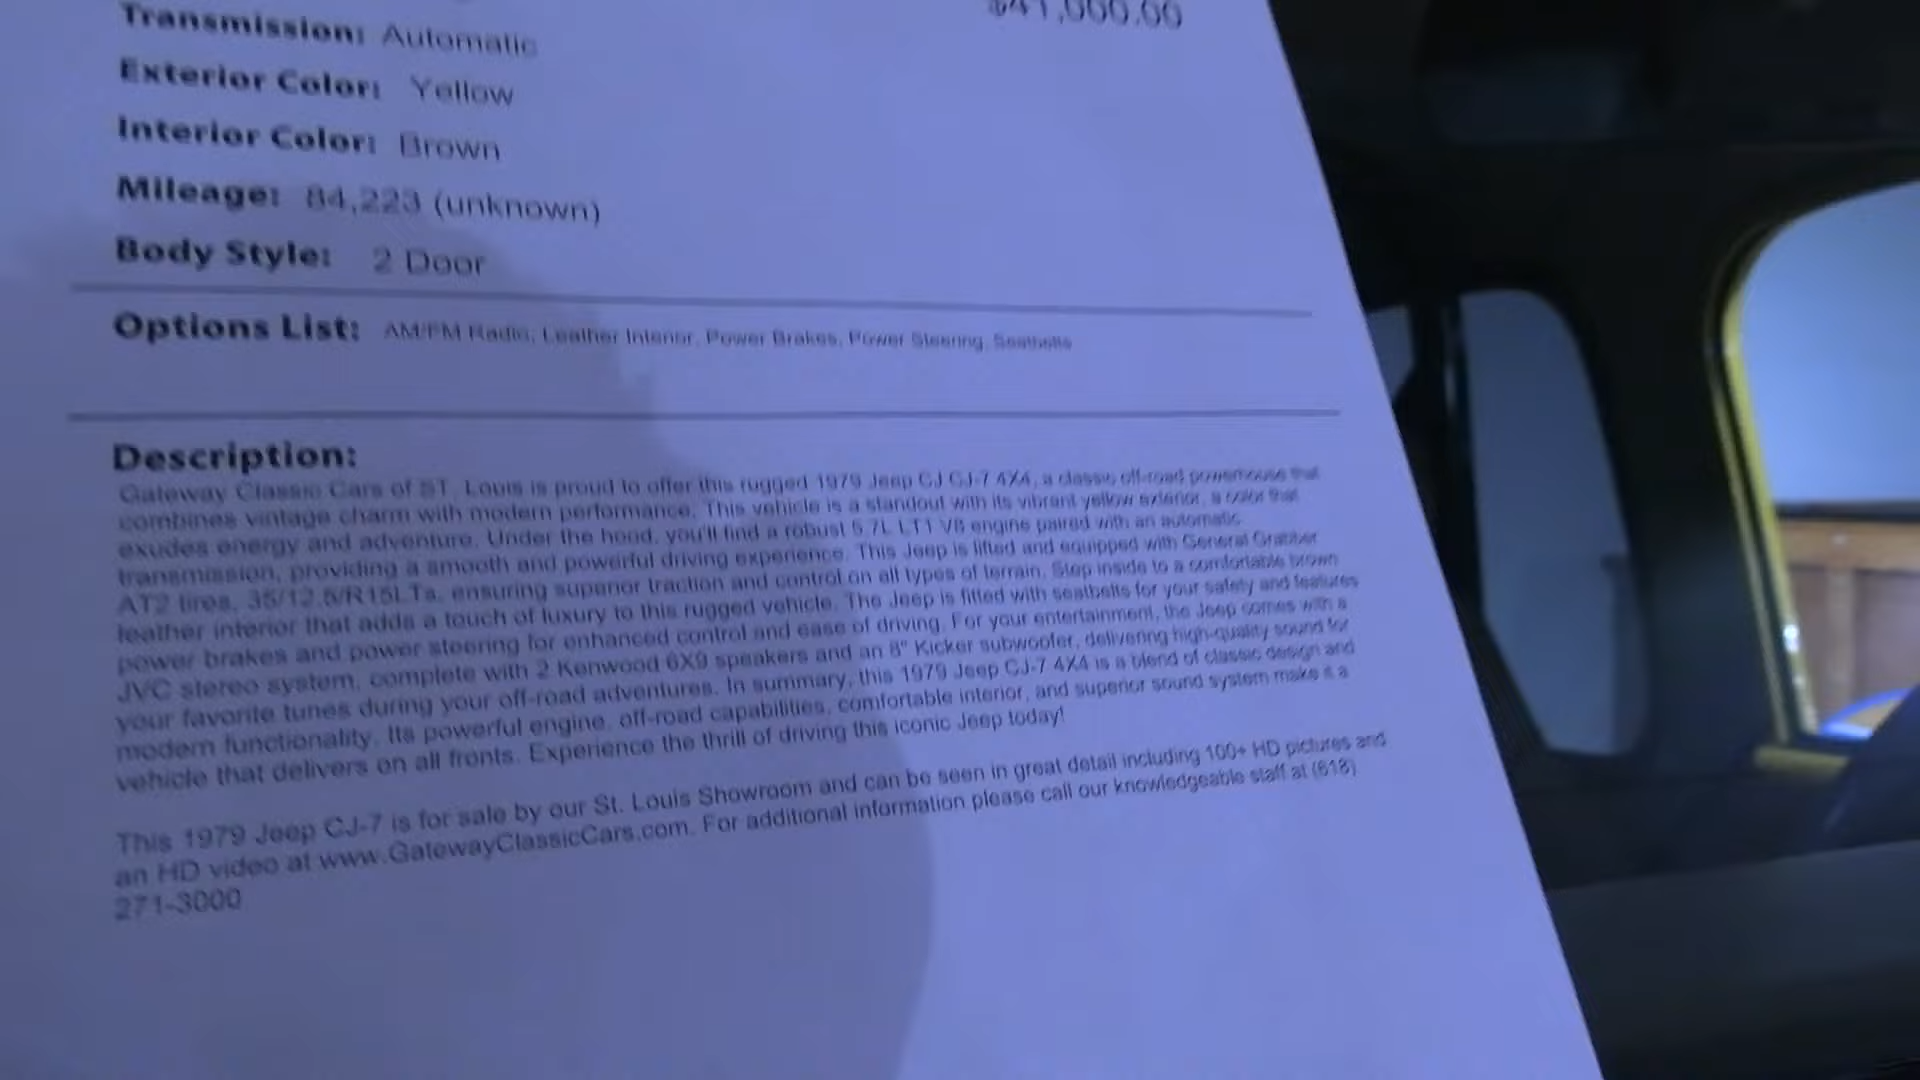 Transmission: Automatic
$41,000.00
Exterior Color: Yellow
Interior Color: Brown
Mileage: 84,223 (unknown)
Body Style: 2 Door
Options List: AM/FM Radio, Leather Interior, Power Brakes, Power Steering, Seatbelts
Description:
Gateway Classic Cars of ST. Louis is proud to offer this rugged 1979 Jeep CJ CJ-7 4X4, a classic off-road powerhouse that
combines vintage charm with modern performance. This vehicle is a standout with its vibrant yellow exterior, a color that
exudes energy and adventure. Under the hood, you'll find a robust 5.7L LT1 V8 engine paired with an automatic
transmission, providing a smooth and powerful driving experience. This Jeep is lifted and equipped with General Grabber
AT2 tires, 35/12.5/R15LTs, ensuring superior traction and control on all types of terrain. Step inside to a comfortable brown
leather interior that adds a touch of luxury to this rugged vehicle. The Jeep is fitted with seatbelts for your safety and features
power brakes and power steering for enhanced control and ease of driving. For your entertainment, the Jeep comes with a
JVC stereo system, complete with 2 Kenwood 6X9 speakers and an 8" Kicker subwoofer, delivering high-quality sound for
your favorite tunes during your off-road adventures. In summary, this 1979 Jeep CJ-7 4X4 is a blend of classic design and
modern functionality. Its powerful engine, off-road capabilities, comfortable interior, and superior sound system make it a
vehicle that delivers on all fronts. Experience the thrill of driving this iconic Jeep today!
This 1979 Jeep CJ-7 is for sale by our St. Louis Showroom and can be seen in great detail including 100+ HD pictures and
an HD video at www.GatewayClassicCars.com. For additional information please call our knowledgeable staff at (618)
271-3000